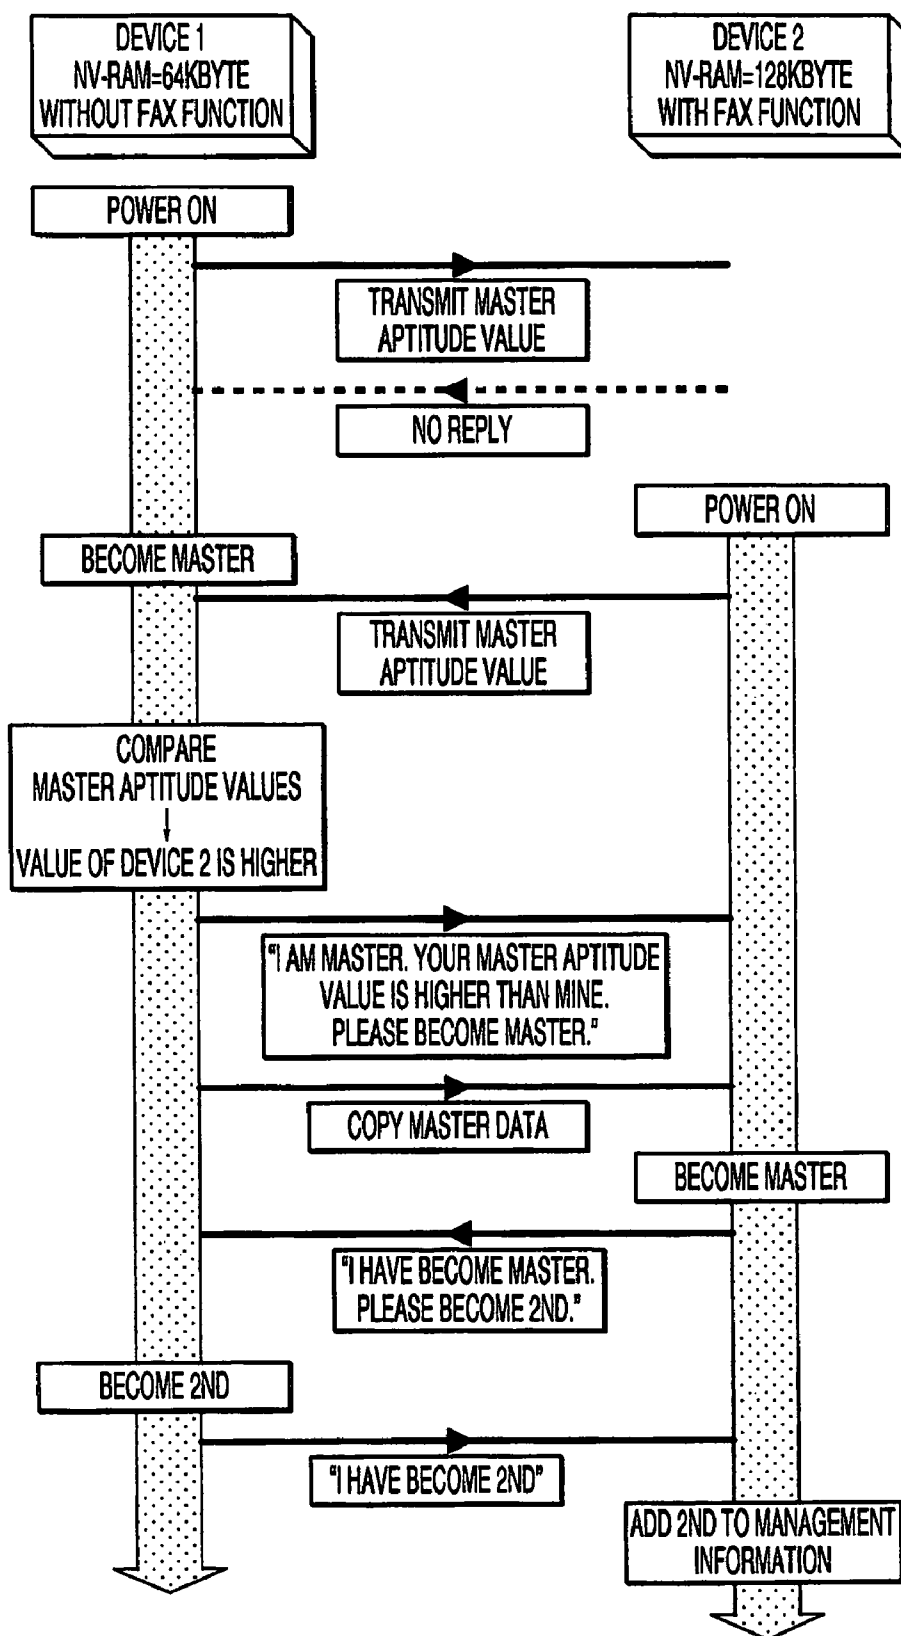 DEVICE 1
NV-RAM=64KBYTE
WITHOUT FAX FUNCTION
DEVICE 2
NV-RAM=128KBYTE
WITH FAX FUNCTION
POWER ON
TRANSMIT MASTER
APTITUDE VALUE
NO REPLY
POWER ON
BECOME MASTER
TRANSMIT MASTER
APTITUDE VALUE
COMPARE
MASTER APTITUDE VALUES
VALUE OF DEVICE 2 IS HIGHER
"I AM MASTER. YOUR MASTER APTITUDE
VALUE IS HIGHER THAN MINE.
PLEASE BECOME MASTER."
COPY MASTER DATA
BECOME MASTER
"I HAVE BECOME MASTER.
PLEASE BECOME 2ND."
BECOME 2ND
"I HAVE BECOME 2ND"
ADD 2ND TO MANAGEMENT
INFORMATION